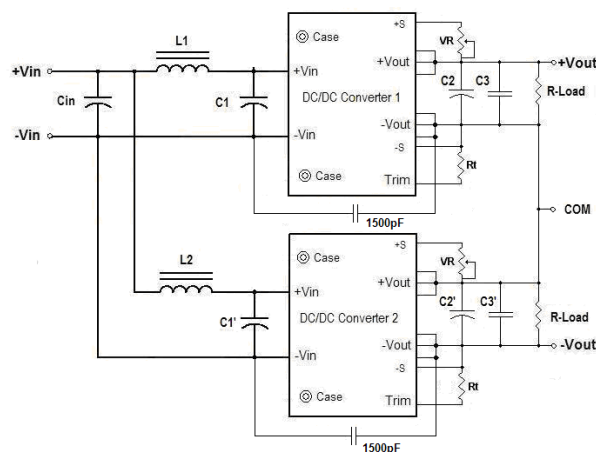 +S
Case
VR
L1
+Vin
+Vin
+Vout
+Vout
Cin
C1
C2
C3
R-Load
DC/DC Converter 1
-Vin
-Vin
-Vout
-S
Case
Rt
Trim
1500pF
COM
+S
VR
Case
L2
+Vin
+Vout
C1'
C2'
C3'
R-Load
DC/DC Converter 2
-Vin
-Vout
-Vout
-S
Case
Rt
Trim
1500pF